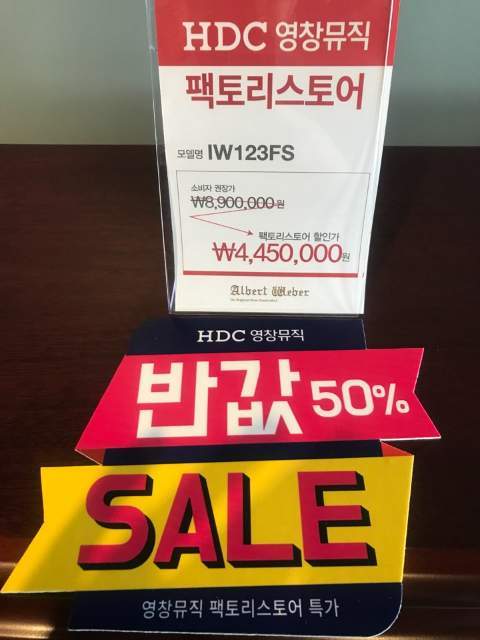 HDC 영창뮤직
팩토리스토어
모델명 IW123FS
소비자 권장가
₩8,900,000원
팩토리스토어 할인가
₩4,450,000원
Albert Weber
HDC 영창뮤직
반값 50%
SALE
영창뮤직 팩토리스토어 특가